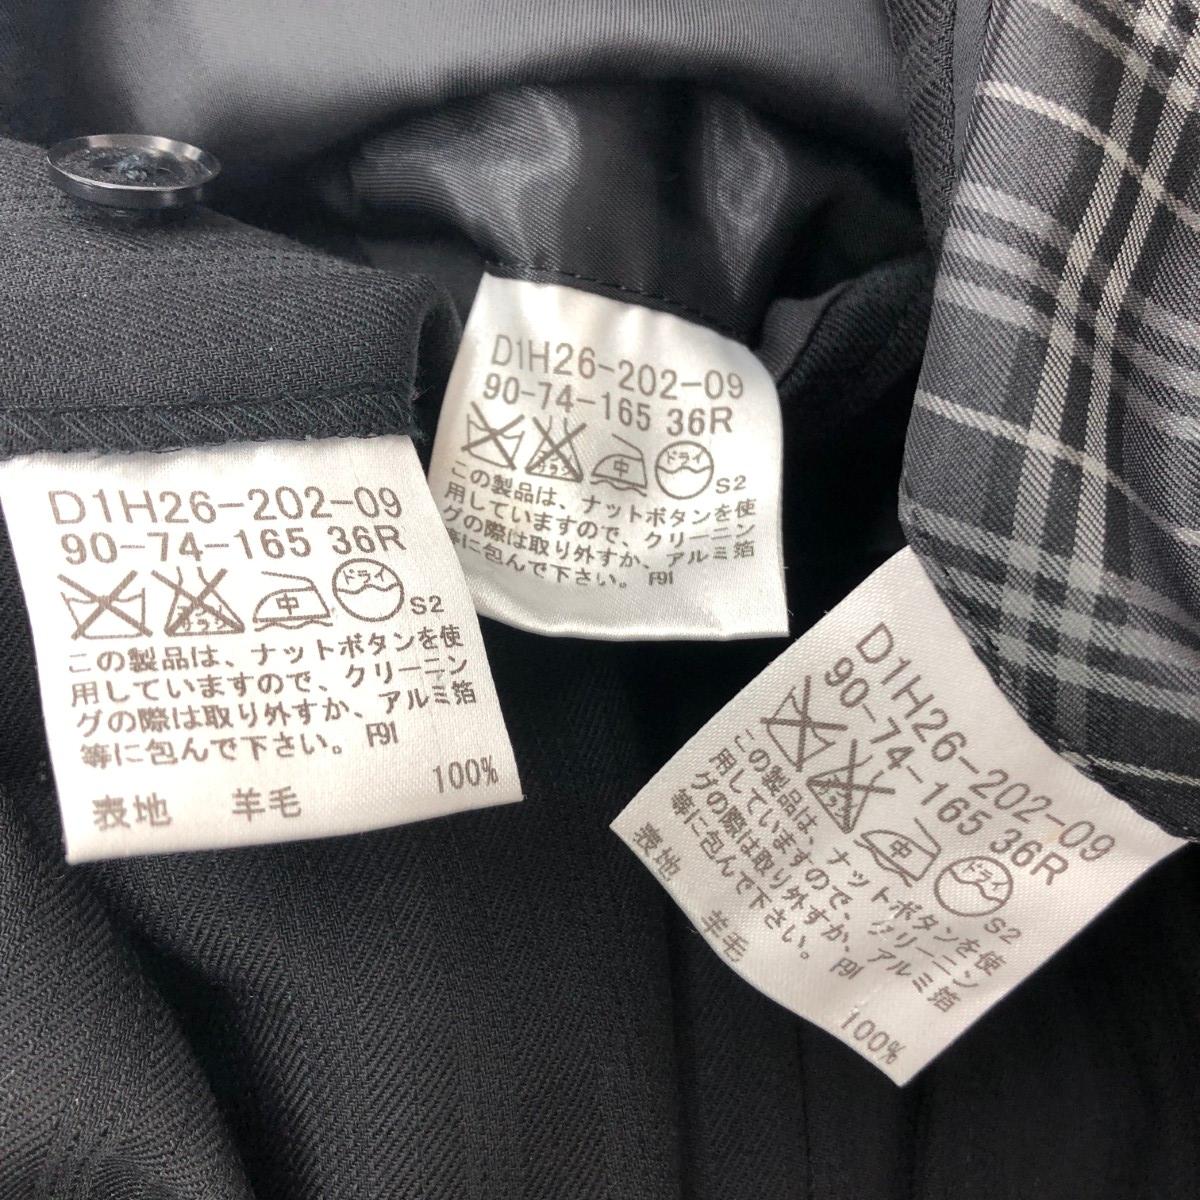 D1H26-202-09
90-74-165 36R
中
ドライ
S2
この製品は、ナットボタンを使
用していますので、クリーニン
グの際は取り外すか、アルミ箔
等に包んで下さい。
D1H26-202-09
90-74-165 36R
エンソ
サラシ
中
ドライ
S2
この製品は、ナットボタンを使
用していますので、クリーニン
グの際は取り外すか、アルミ箔
等に包んで下さい。
表地 羊毛 100%
D1H26-202-09
90-74-165 36R
中
ドライ
S2
この製品は、ナットボタンを使
用していますので、クリーニン
グの際は取り外すか、アルミ箔
等に包んで下さい。
表地 羊毛 100%